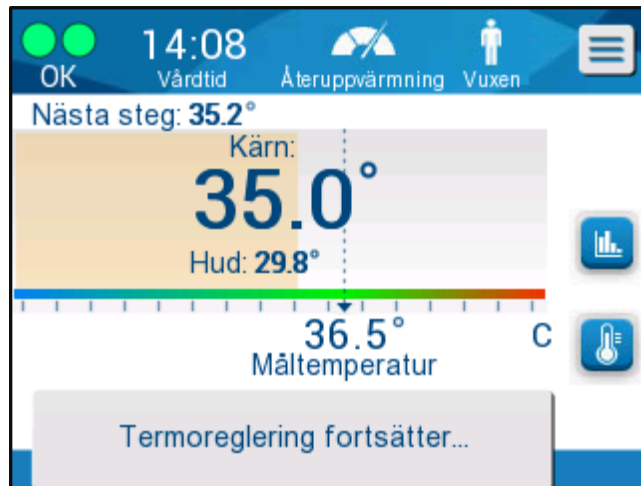 OK
14:08
Vårdtid
Återuppvärmning
Vuxen
Nästa steg: 35.2°
Kärn:
35.0°
Hud: 29.8°
36.5° C
Måltemperatur
Termoreglering fortsätter...